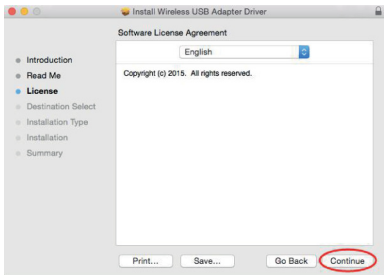 Install Wireless USB Adapter Driver
Software License Agreement
English
Introduction
Read Me
License
Destination Select
Installation Type
Installation
Summary
Copyright (c) 2015. All rights reserved.
Print...
Save...
Go Back
Continue